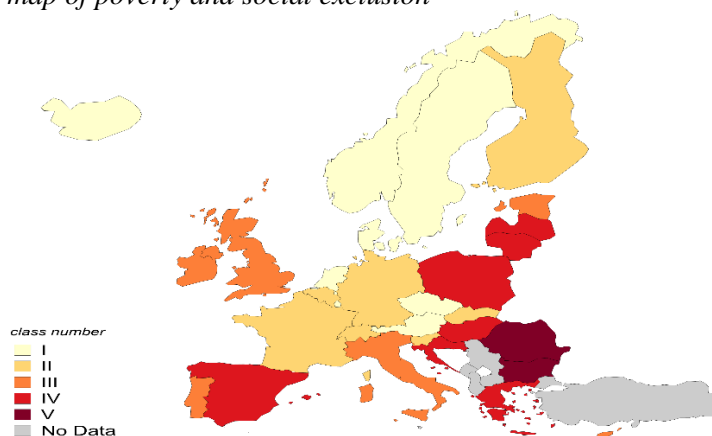 map of poverty and social exclusion
class number
I
II
III
IV
V
No Data